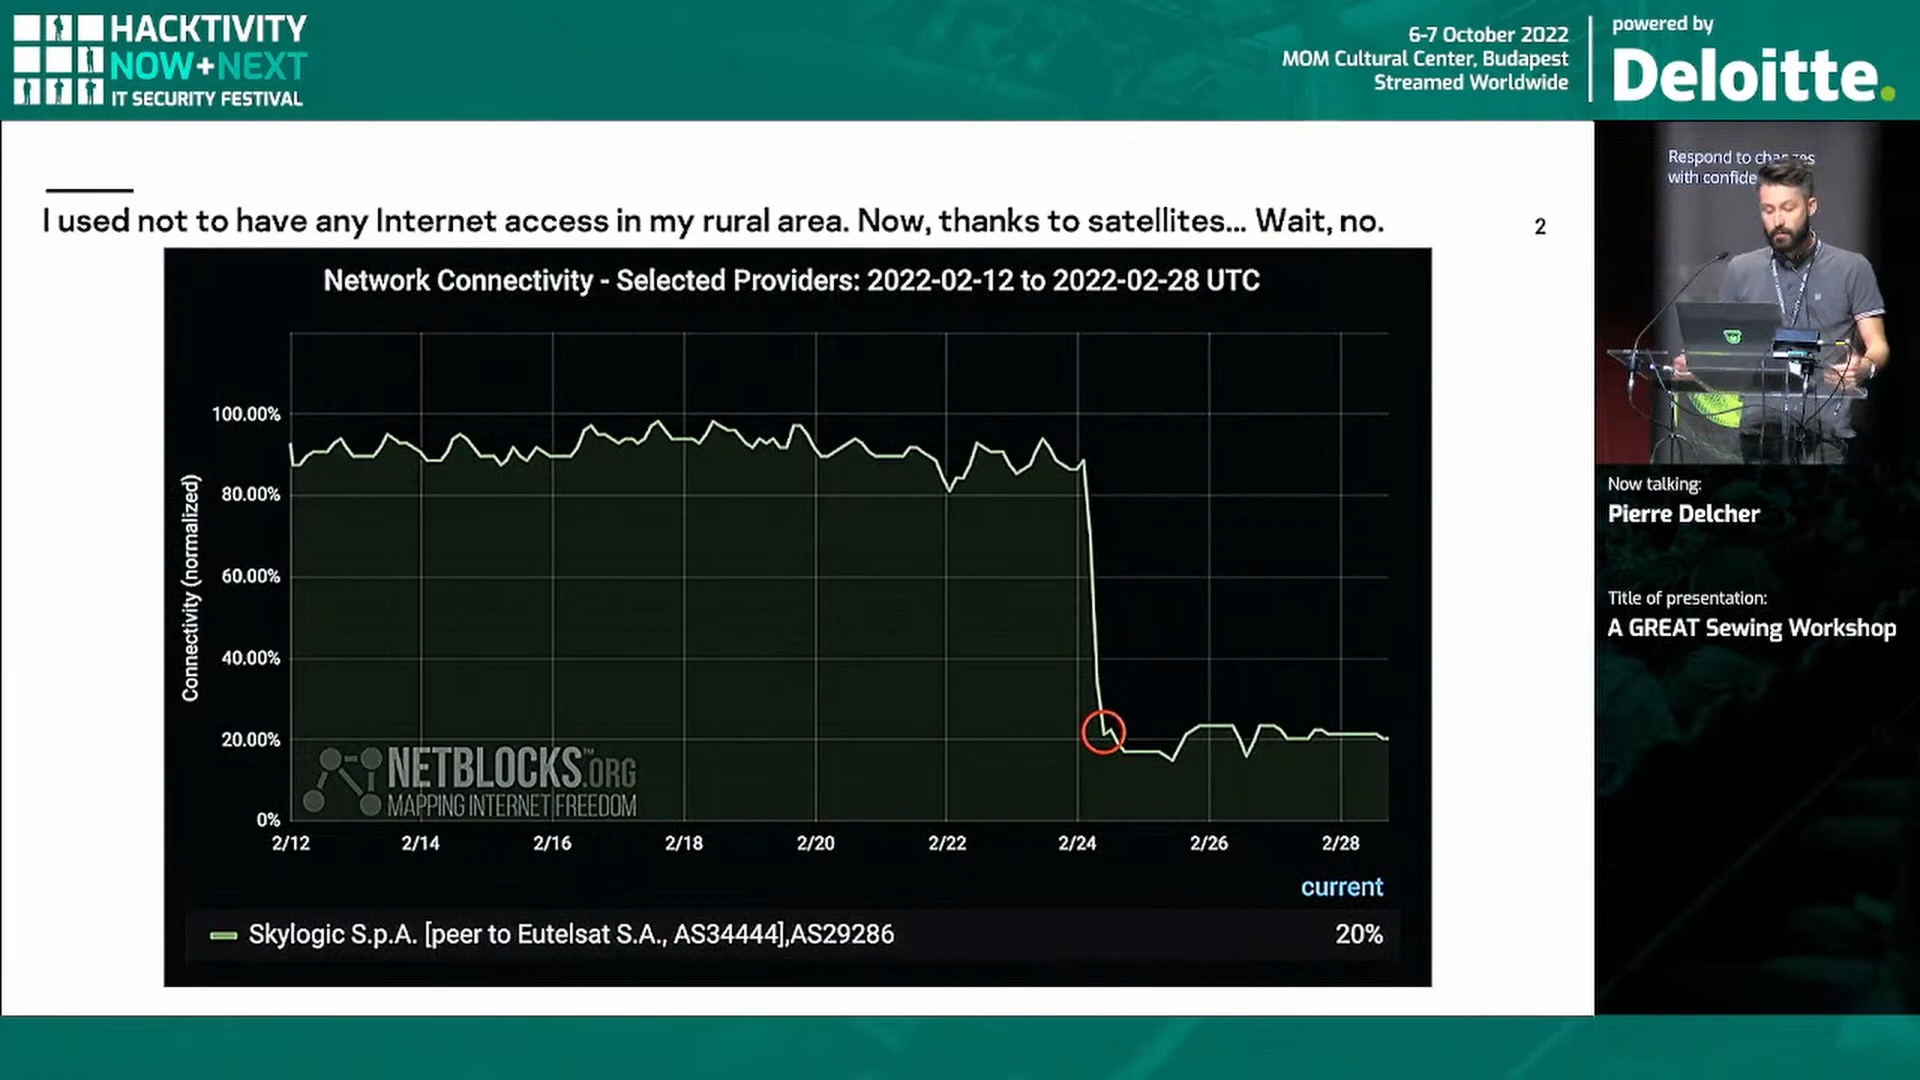 HACKTIVITY
NOW+NEXT
IT SECURITY FESTIVAL
6-7 October 2022
MOM Cultural Center, Budapest
Streamed Worldwide
powered by
Deloitte.
I used not to have any Internet access in my rural area. Now, thanks to satellites... Wait, no.
2
Network Connectivity - Selected Providers: 2022-02-12 to 2022-02-28 UTC
Connectivity (normalized)
100.00%
80.00%
60.00%
40.00%
20.00%
0%
NETBLOCKS.ORG
MAPPING INTERNET FREEDOM
2/12 2/14 2/16 2/18 2/20 2/22 2/24 2/26 2/28
current
Skylogic S.p.A. [peer to Eutelsat S.A., AS34444],AS29286 20%
Respond to changes
with confide
Now talking:
Pierre Delcher
Title of presentation:
A GREAT Sewing Workshop